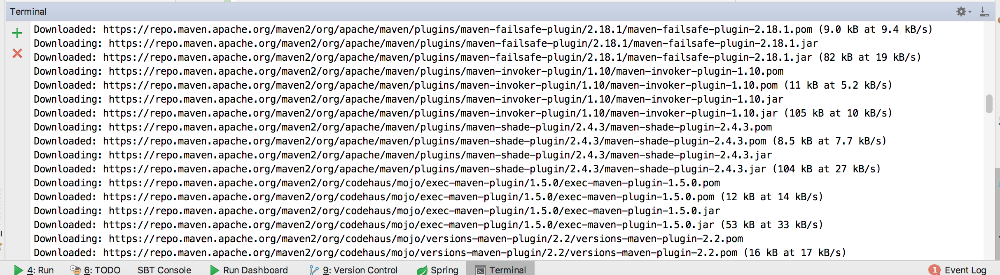 Terminal
Downloaded: https://repo.maven.apache.org/maven2/org/apache/maven/plugins/maven-failsafe-plugin/2.18.1/maven-failsafe-plugin-2.18.1.pom (9.0 kB at 9.4 kB/s)
Downloading: https://repo.maven.apache.org/maven2/org/apache/maven/plugins/maven-failsafe-plugin/2.18.1/maven-failsafe-plugin-2.18.1.jar
Downloaded: https://repo.maven.apache.org/maven2/org/apache/maven/plugins/maven-failsafe-plugin/2.18.1/maven-failsafe-plugin-2.18.1.jar (82 kB at 19 kB/s)
Downloading: https://repo.maven.apache.org/maven2/org/apache/maven/plugins/maven-invoker-plugin/1.10/maven-invoker-plugin-1.10.pom
Downloaded: https://repo.maven.apache.org/maven2/org/apache/maven/plugins/maven-invoker-plugin/1.10/maven-invoker-plugin-1.10.pom (11 kB at 5.2 kB/s)
Downloading: https://repo.maven.apache.org/maven2/org/apache/maven/plugins/maven-invoker-plugin/1.10/maven-invoker-plugin-1.10.jar
Downloaded: https://repo.maven.apache.org/maven2/org/apache/maven/plugins/maven-invoker-plugin/1.10/maven-invoker-plugin-1.10.jar (105 kB at 10 kB/s)
Downloading: https://repo.maven.apache.org/maven2/org/apache/maven/plugins/maven-shade-plugin/2.4.3/maven-shade-plugin-2.4.3.pom
Downloaded: https://repo.maven.apache.org/maven2/org/apache/maven/plugins/maven-shade-plugin/2.4.3/maven-shade-plugin-2.4.3.pom (8.5 kB at 7.7 kB/s)
Downloading: https://repo.maven.apache.org/maven2/org/apache/maven/plugins/maven-shade-plugin/2.4.3/maven-shade-plugin-2.4.3.jar
Downloaded: https://repo.maven.apache.org/maven2/org/apache/maven/plugins/maven-shade-plugin/2.4.3/maven-shade-plugin-2.4.3.jar (104 kB at 27 kB/s)
Downloading: https://repo.maven.apache.org/maven2/org/codehaus/mojo/exec-maven-plugin/1.5.0/exec-maven-plugin-1.5.0.pom
Downloaded: https://repo.maven.apache.org/maven2/org/codehaus/mojo/exec-maven-plugin/1.5.0/exec-maven-plugin-1.5.0.pom (12 kB at 14 kB/s)
Downloading: https://repo.maven.apache.org/maven2/org/codehaus/mojo/exec-maven-plugin/1.5.0/exec-maven-plugin-1.5.0.jar
Downloaded: https://repo.maven.apache.org/maven2/org/codehaus/mojo/exec-maven-plugin/1.5.0/exec-maven-plugin-1.5.0.jar (53 kB at 33 kB/s)
Downloading: https://repo.maven.apache.org/maven2/org/codehaus/mojo/versions-maven-plugin/2.2/versions-maven-plugin-2.2.pom
Downloaded: https://repo.maven.apache.org/maven2/org/codehaus/mojo/versions-maven-plugin/2.2/versions-maven-plugin-2.2.pom (16 kB at 17 kB/s)
4: Run 6: TODO SBT Console Run Dashboard 9: Version Control Spring Terminal 1 Event Log